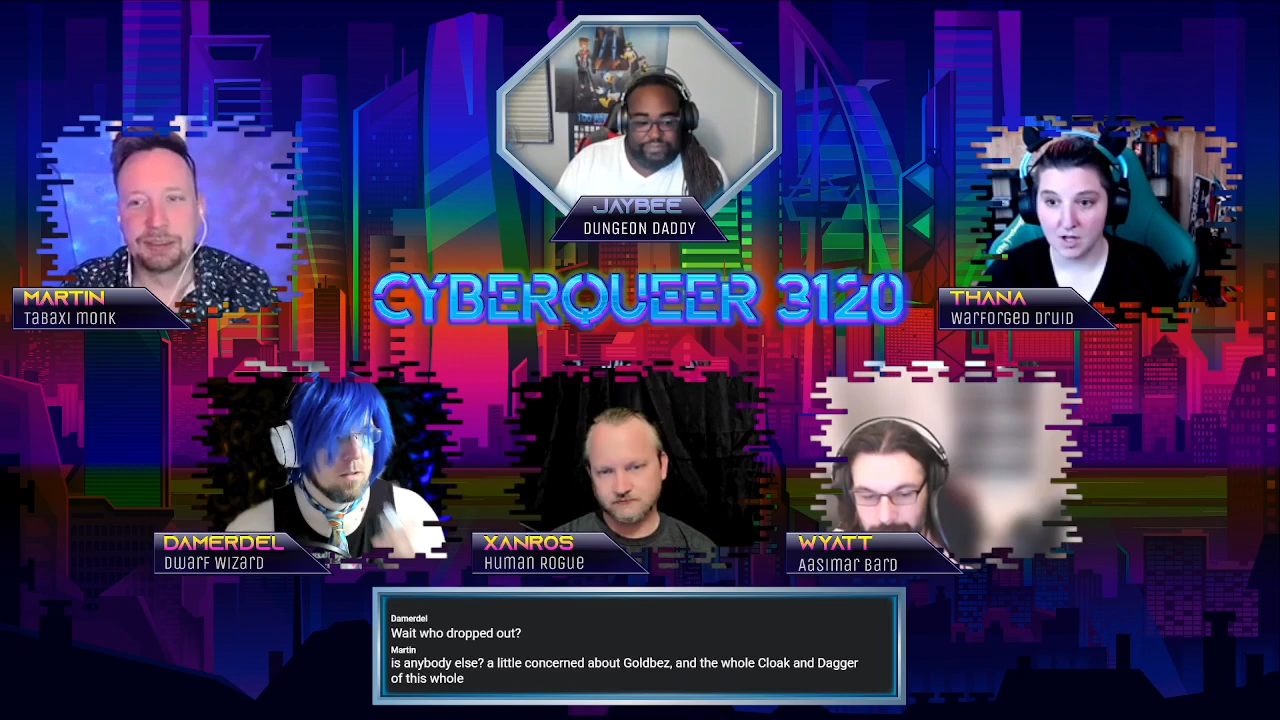 JAYBEE
DUNGEON DADDY
MARTIN
Tabaxi Monk
CYBERQUEER 3120
THANA
Warforged Druid
DAMERDEL
Dwarf Wizard
XANROS
Human Rogue
WYATT
Aasimar Bard
Damerdel
Wait who dropped out?
Martin
is anybody else? a little concerned about Goldbez, and the whole Cloak and Dagger
of this whole